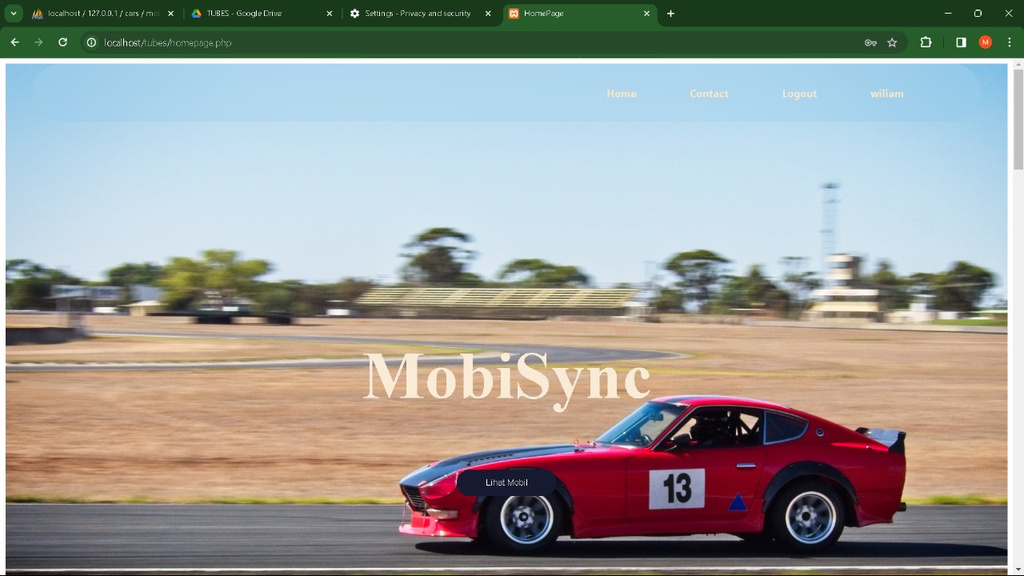 localhost / 127.0.0.1 / cars / m
TUBES - Google Drive
Settings - Privacy and security
HomePage
localhost/tubes/homepage.php
M
Home
Contact
Logout
wiliam
MobiSync
Lihat Mobil
13